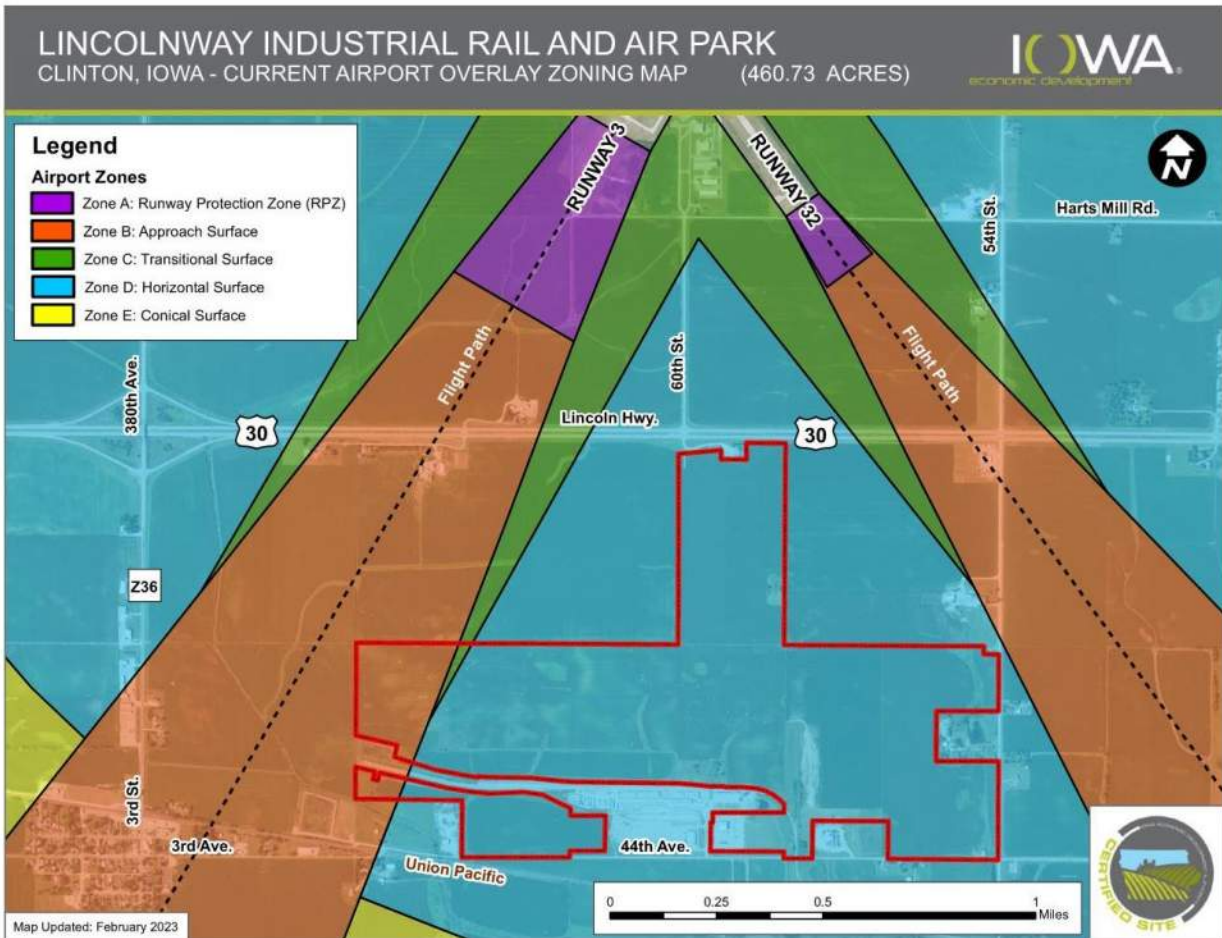 LINCOLNWAY INDUSTRIAL RAIL AND AIR PARK
CLINTON, IOWA - CURRENT AIRPORT OVERLAY ZONING MAP (460.73 ACRES)
IOWA
economic development
Legend
Airport Zones
Zone A: Runway Protection Zone (RPZ)
Zone B: Approach Surface
Zone C: Transitional Surface
Zone D: Horizontal Surface
Zone E: Conical Surface
RUNWAY 3
RUNWAY 32
N
Harts Mill Rd.
54th St.
Flight Path
Flight Path
60th St.
380th Ave.
30
Lincoln Hwy.
30
Z36
3rd St.
3rd Ave.
44th Ave.
Union Pacific
0 0.25 0.5 1
Miles
CERTIFIED SITE
Map Updated: February 2023